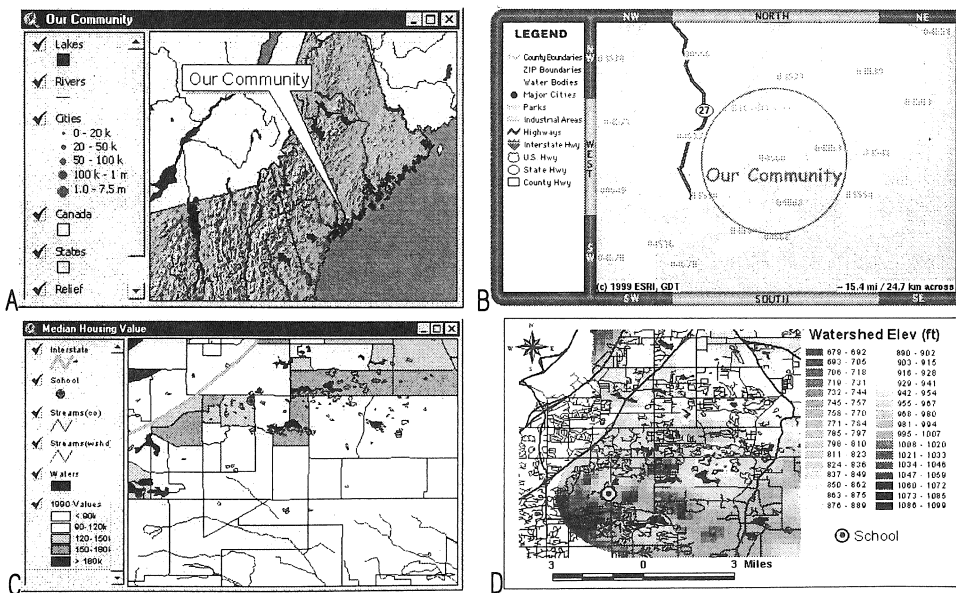 Our Community
Lakes
Rivers
Cities
0 - 20 k
20 - 50 k
50 - 100 k
100 k - 1 m
1.0 - 7.5 m
Canada
States
Relief
Our Community
A
NW NORTH NE
LEGEND
County Boundaries
ZIP Boundaries
Water Bodies
Major Cities
Parks
Industrial Areas
Highways
Interstate Hwy
U.S. Hwy
State Hwy
County Hwy
NW
WEST
SW
27
Our Community
(c) 1999 ESRI, GDT
~ 15.4 mi / 24.7 km across
SW SOUTH SE
B
Median Housing Value
Interstate
School
Streams(co)
Streams(wshd
Waters
1990 Values
< 90k
90-120k
120-150k
150-180k
> 180k
C
N
W E
S
Watershed Elev (ft)
679 - 692 890 - 902
693 - 705 903 - 915
706 - 718 916 - 928
719 - 731 929 - 941
732 - 744 942 - 954
745 - 757 955 - 967
758 - 770 968 - 980
771 - 784 981 - 994
785 - 797 995 - 1007
798 - 810 1008 - 1020
811 - 823 1021 - 1033
824 - 836 1034 - 1046
837 - 849 1047 - 1059
850 - 862 1060 - 1072
863 - 875 1073 - 1085
876 - 889 1086 - 1099
School
3 0 3 Miles
D